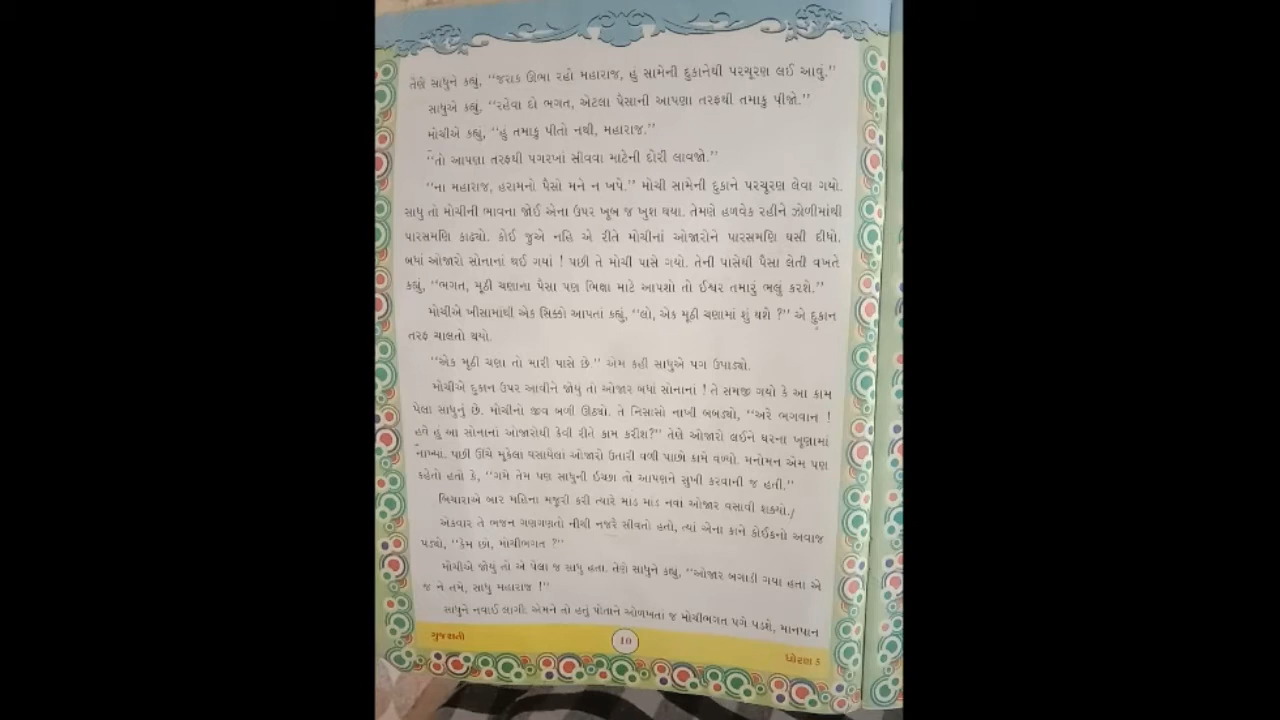 તેણે સાધુને કહ્યું, “જરાક ઊભા રહો મહારાજ, હું સામેની દુકાનેથી પરચૂરણ લઈ આવું.”
સાધુએ કહ્યું, “રહેવા દો ભગત, એટલા પૈસાની આપણા તરફથી તમાકુ પીજો.”
મોચીએ કહ્યું, “હું તમાકુ પીતો નથી, મહારાજ.”
“તો આપણા તરફથી પગરખાં સીવવા માટેની દોરી લાવજો.”
“ના મહારાજ, હરામનો પૈસો મને ન ખપે.” મોચી સામેની દુકાને પરચૂરણ લેવા ગયો.
સાધુ તો મોચીની ભાવના જોઈ એના ઉપર ખૂબ જ ખુશ થયા. તેમણે હળવેક રહીને ઝોળીમાંથી
પારસમણિ કાઢ્યો. કોઈ જુએ નહિ એ રીતે મોચીનાં ઓજારોને પારસમણિ ઘસી દીધો.
બધાં ઓજારો સોનાનાં થઈ ગયાં ! પછી તે મોચી પાસે ગયો. તેની પાસેથી પૈસા લેતી વખતે
કહ્યું, “ભગત, મૂઠી ચણાના પૈસા પણ ભિક્ષા માટે આપશો તો ઈશ્વર તમારું ભલું કરશે.”
મોચીએ ખીસામાંથી એક સિક્કો આપતાં કહ્યું, “લો, એક મૂઠી ચણામાં શું થશે ?” એ દુકાન
તરફ ચાલતો થયો.
“એક મૂઠી ચણા તો મારી પાસે છે.” એમ કહી સાધુએ પગ ઉપાડ્યો.
મોચીએ દુકાન ઉપર આવીને જોયું તો ઓજાર બધાં સોનાનાં ! તે સમજી ગયો કે આ કામ
પેલા સાધુનું છે. મોચીનો જીવ બળી ઊઠ્યો. તે નિસાસો નાખી બબડ્યો, “અરે ભગવાન !
હવે હું આ સોનાનાં ઓજારોથી કેવી રીતે કામ કરીશ?” તેણે ઓજારો લઈને ઘરના ખૂણામાં
નાખ્યા. પછી ઊંચે મૂકેલા વસાયેલાં ઓજારો ઉતારી વળી પાછો કામે વળ્યો. મનોમન એમ પણ
કહેતો હતો કે, “ગમે તેમ પણ સાધુની ઈચ્છા તો આપણને સુખી કરવાની જ હતી.”
બિચારાએ બાર મહિના મજૂરી કરી ત્યારે માંડ માંડ નવા ઓજાર વસાવી શક્યો.
એકવાર તે ભજન ગણગણતો નીચી નજરે સીવતો હતો, ત્યાં એના કાને કોઈકનો અવાજ
પડ્યો, “કેમ છો, મોચીભગત ?”
મોચીએ જોયું તો એ પેલા જ સાધુ હતા. તેણે સાધુને કહ્યું, “ઓજાર બગાડી ગયા હતા એ
જ ને તમે, સાધુ મહારાજ !”
સાધુને નવાઈ લાગી. એમને તો હતું પોતાને ઓળખતાં જ મોચીભગત પગે પડશે, માનપાન
ગુજરાતી
10
ધોરણ 5